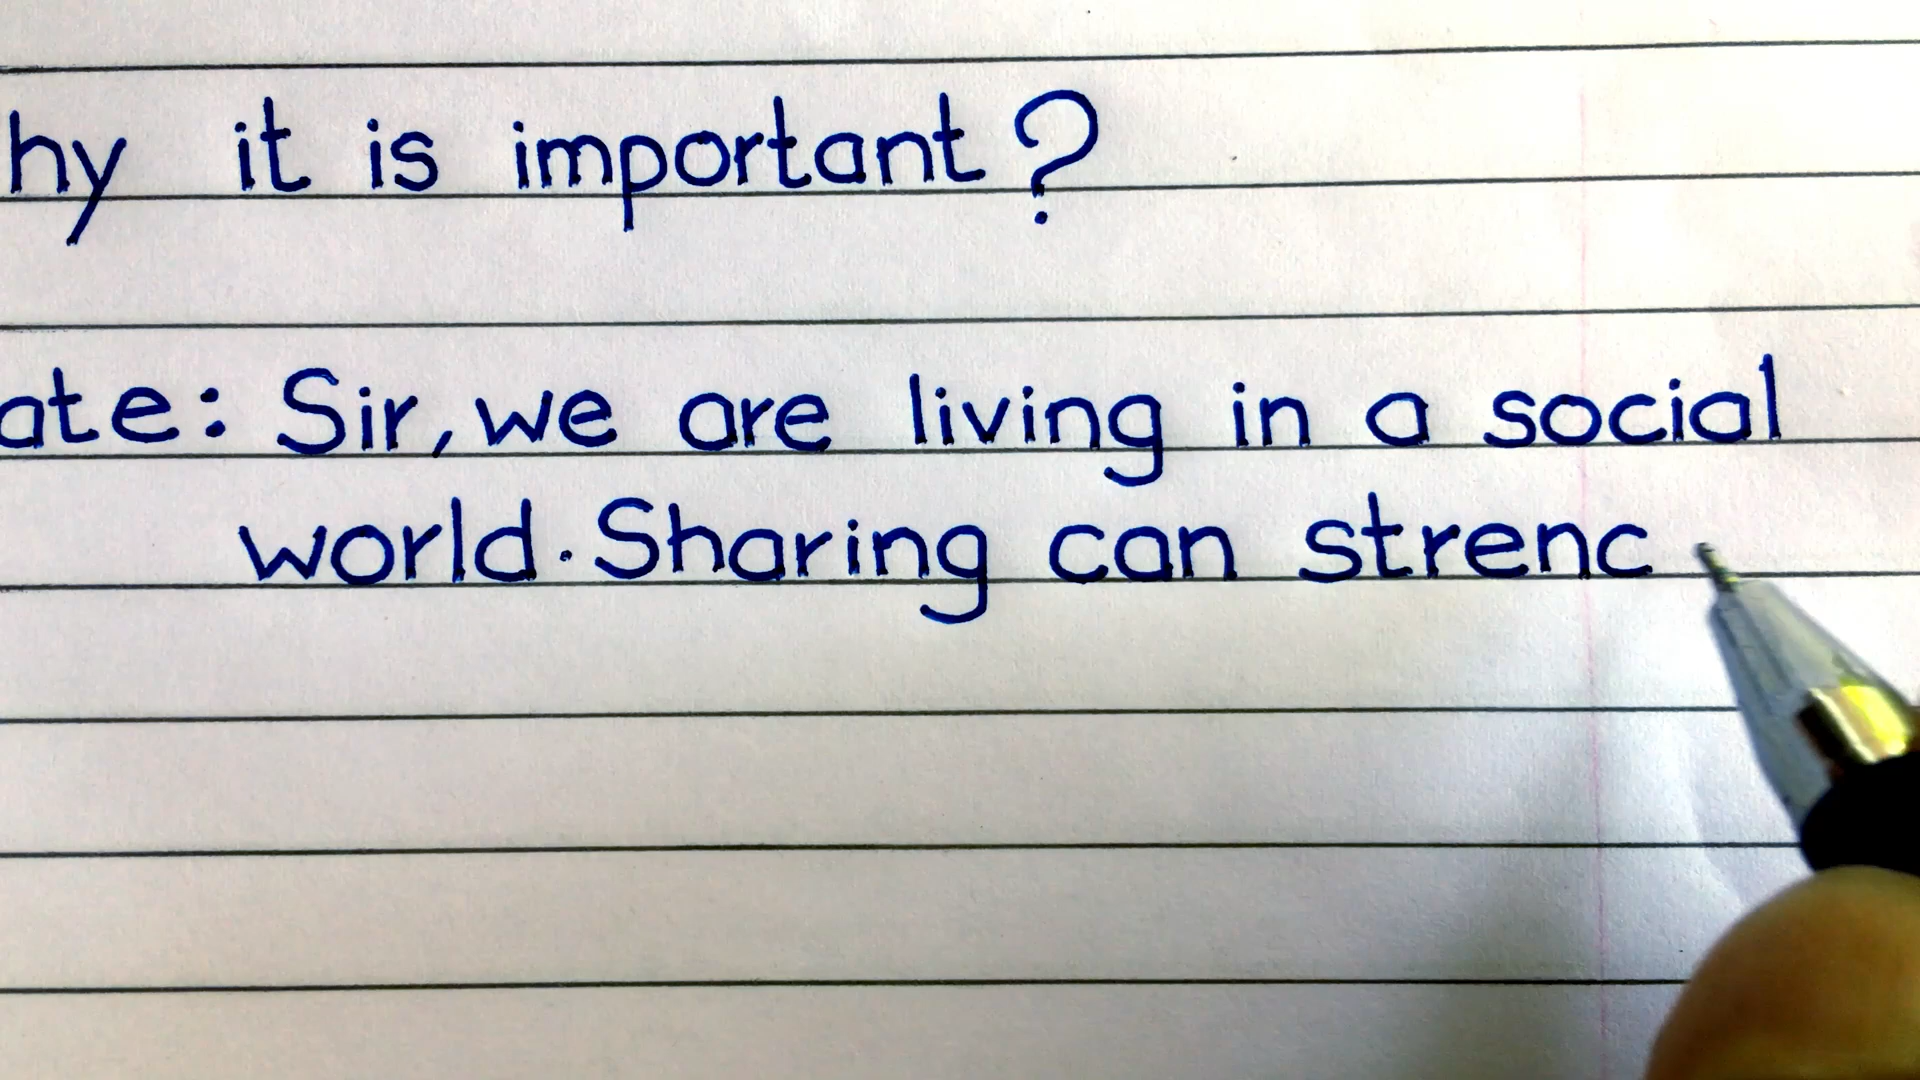 hy it is important?
ate: Sir, we are living in a social
world. Sharing can strenc